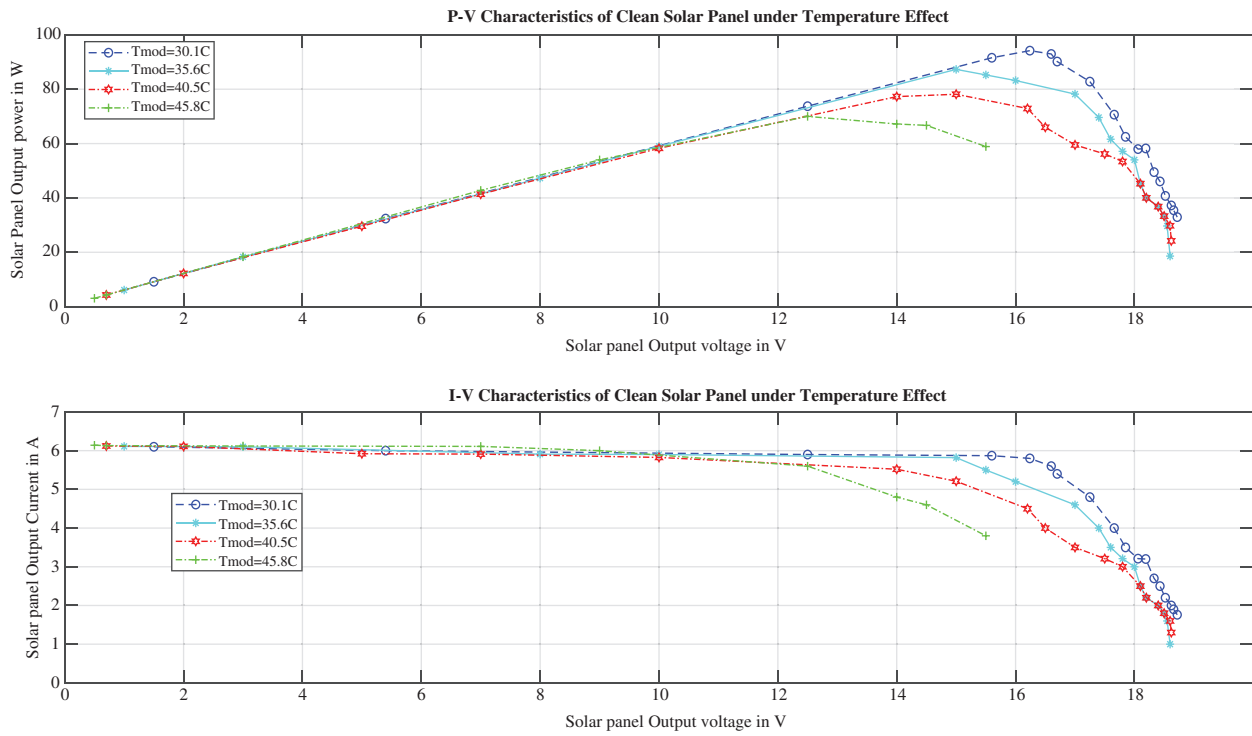 P-V Characteristics of Clean Solar Panel under Temperature Effect
Solar Panel Output power in W
100
80
60
40
20
0
Tmod=30.1C
Tmod=35.6C
Tmod=40.5C
Tmod=45.8C
0 2 4 6 8 10 12 14 16 18
Solar panel Output voltage in V
I-V Characteristics of Clean Solar Panel under Temperature Effect
Solar panel Output Current in A
7
6
5
4
3
2
1
0
Tmod=30.1C
Tmod=35.6C
Tmod=40.5C
Tmod=45.8C
0 2 4 6 8 10 12 14 16 18
Solar panel Output voltage in V